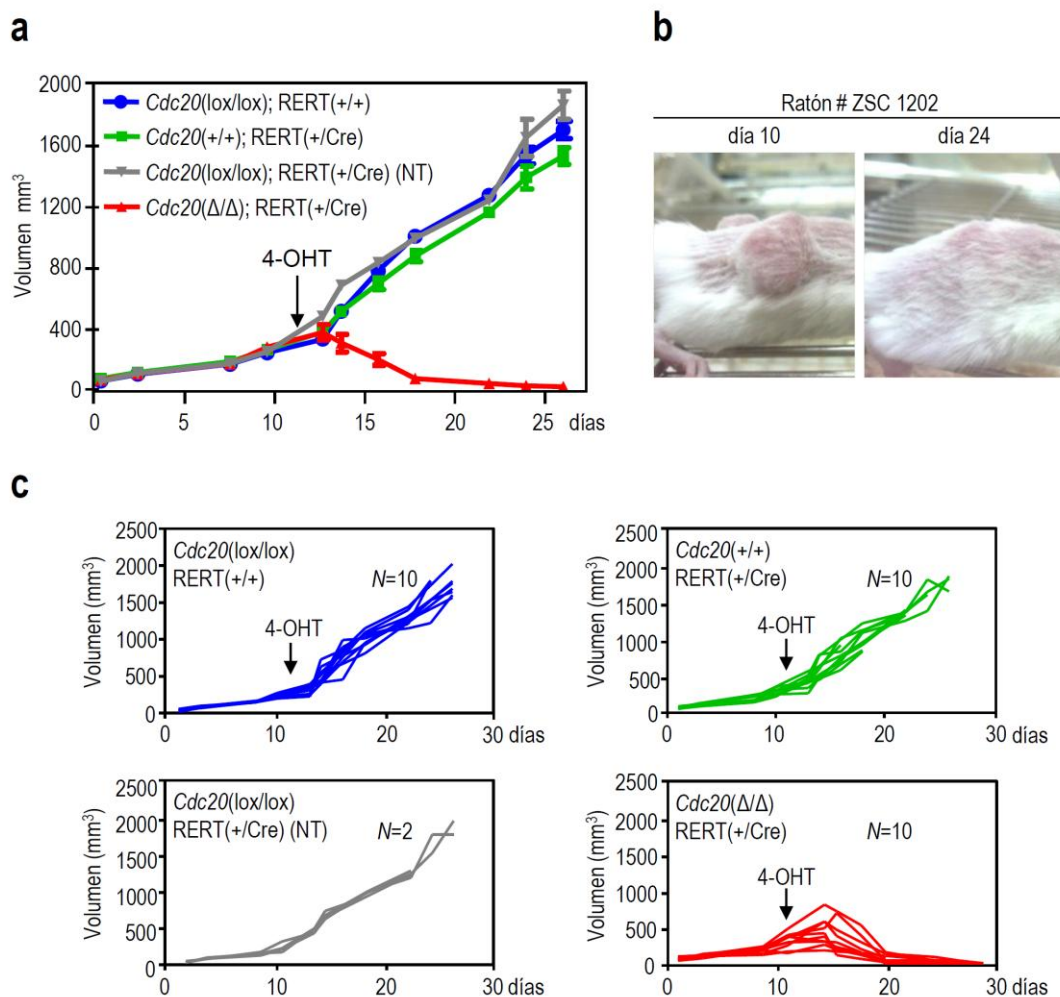 a
2000
1600
1200
800
400
0
Volumen mm³
Cdc20(lox/lox); RERT(+/+)
Cdc20(+/+); RERT(+/Cre)
Cdc20(lox/lox); RERT(+/Cre) (NT)
Cdc20(Δ/Δ); RERT(+/Cre)
4-OHT
0 5 10 15 20 25 días
b
Ratón # ZSC 1202
día 10 día 24
c
2500
2000
1500
1000
500
0
Volumen (mm³)
Cdc20(lox/lox)
RERT(+/+)
N=10
4-OHT
0 10 20 30 días
2500
2000
1500
1000
500
0
Volumen (mm³)
Cdc20(+/+)
RERT(+/Cre)
N=10
4-OHT
0 10 20 30 días
2500
2000
1500
1000
500
0
Volumen (mm³)
Cdc20(lox/lox)
RERT(+/Cre) (NT)
N=2
0 10 20 30 días
2500
2000
1500
1000
500
0
Volumen (mm³)
Cdc20(Δ/Δ)
RERT(+/Cre)
N=10
4-OHT
0 10 20 30 días